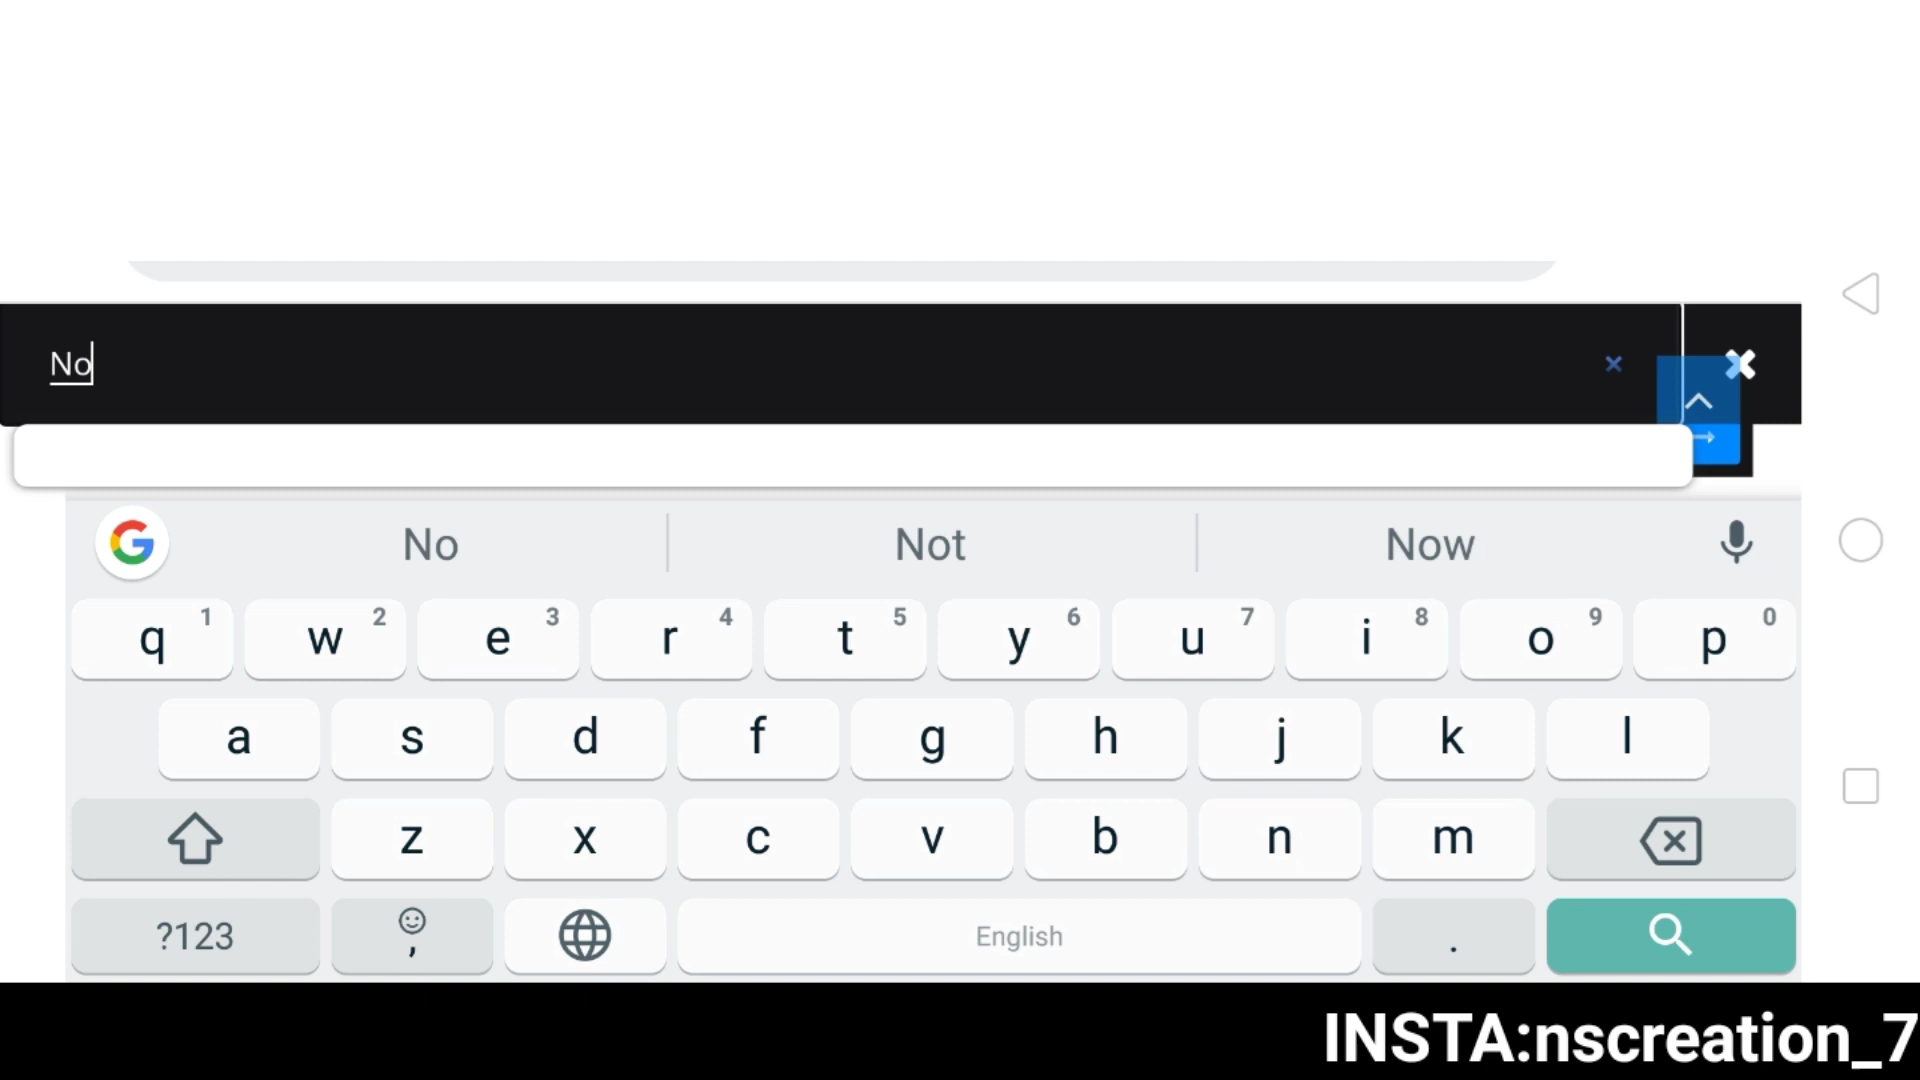 No
No Not Now
q 1 w 2 e 3 r 4 t 5 y 6 u 7 i 8 o 9 p 0
a s d f g h j k l
z x c v b n m
?123 , English .
INSTA:nscreation_7